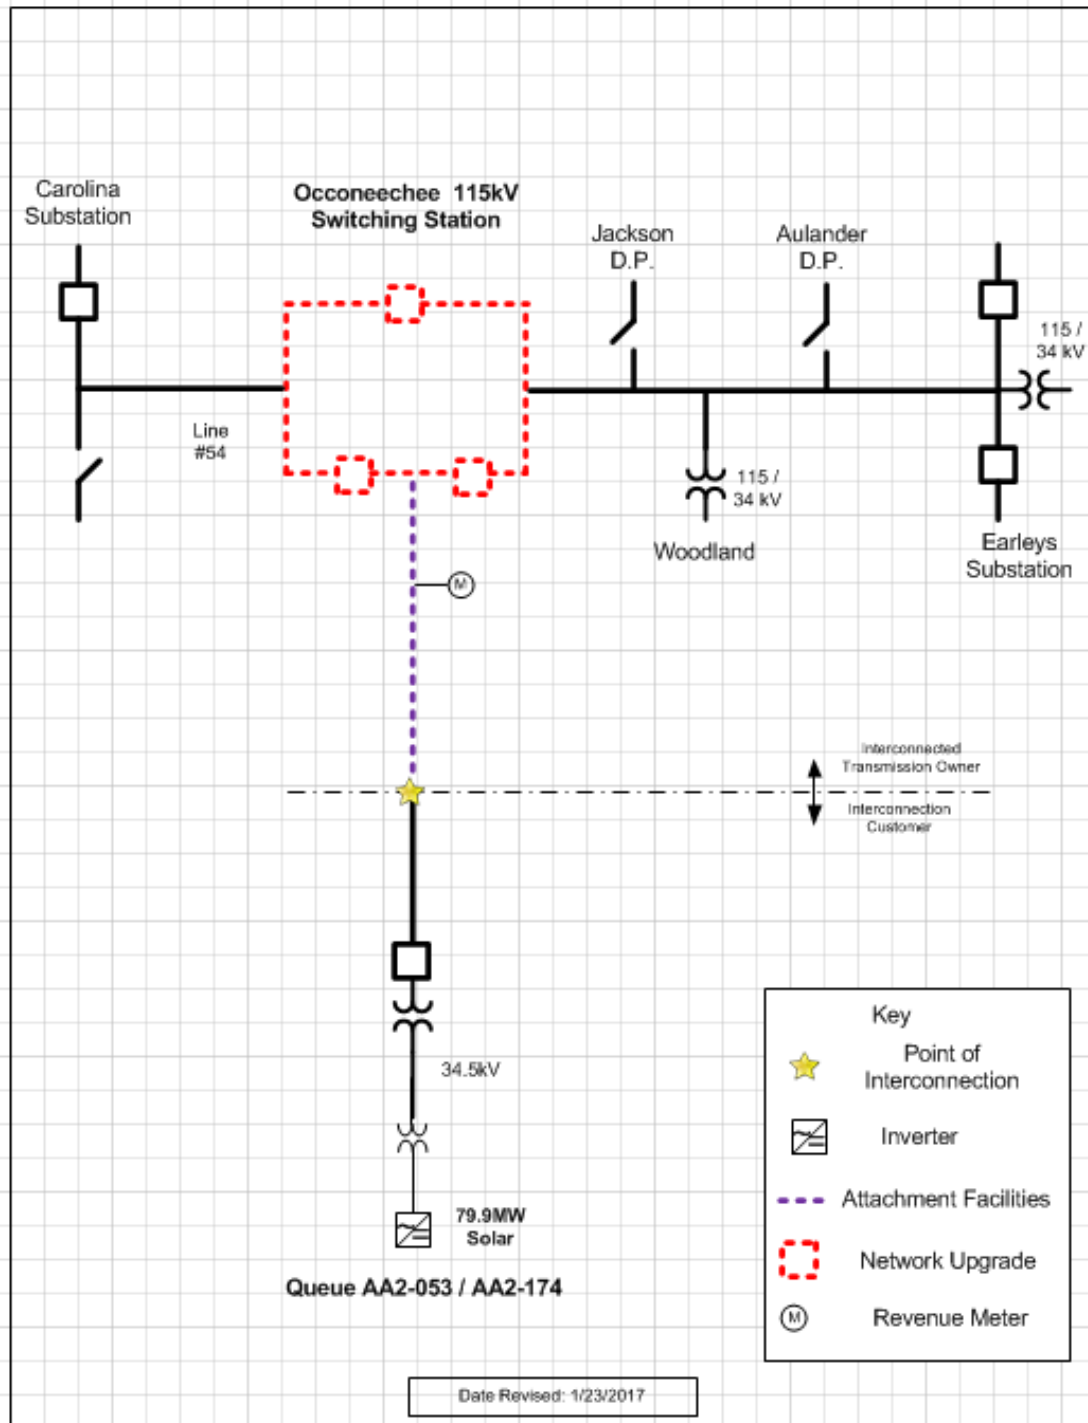 Carolina
Substation
Occoneechee 115kV
Switching Station
Jackson
D.P.
Aulander
D.P.
115 /
34 kV
Line
#54
115 /
34 kV
Woodland
Earleys
Substation
M
Interconnected
Transmission Owner
Interconnection
Customer
34.5kV
79.9MW
Solar
Queue AA2-053 / AA2-174
Key
Point of
Interconnection
Inverter
Attachment Facilities
Network Upgrade
M
Revenue Meter
Date Revised: 1/23/2017